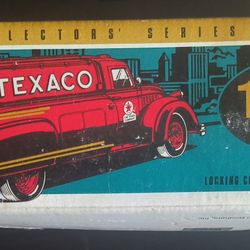 LECTORS' SERIES
TEXACO
1
LOCKING C